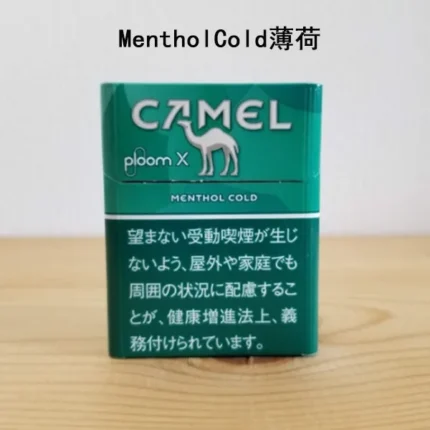 MentholCold薄荷
CAMEL
ploom X
MENTHOL COLD
望まない受動喫煙が生じ
ないよう、屋外や家庭でも
周囲の状況に配慮するこ
とが、健康増進法上、義
務付けられています。